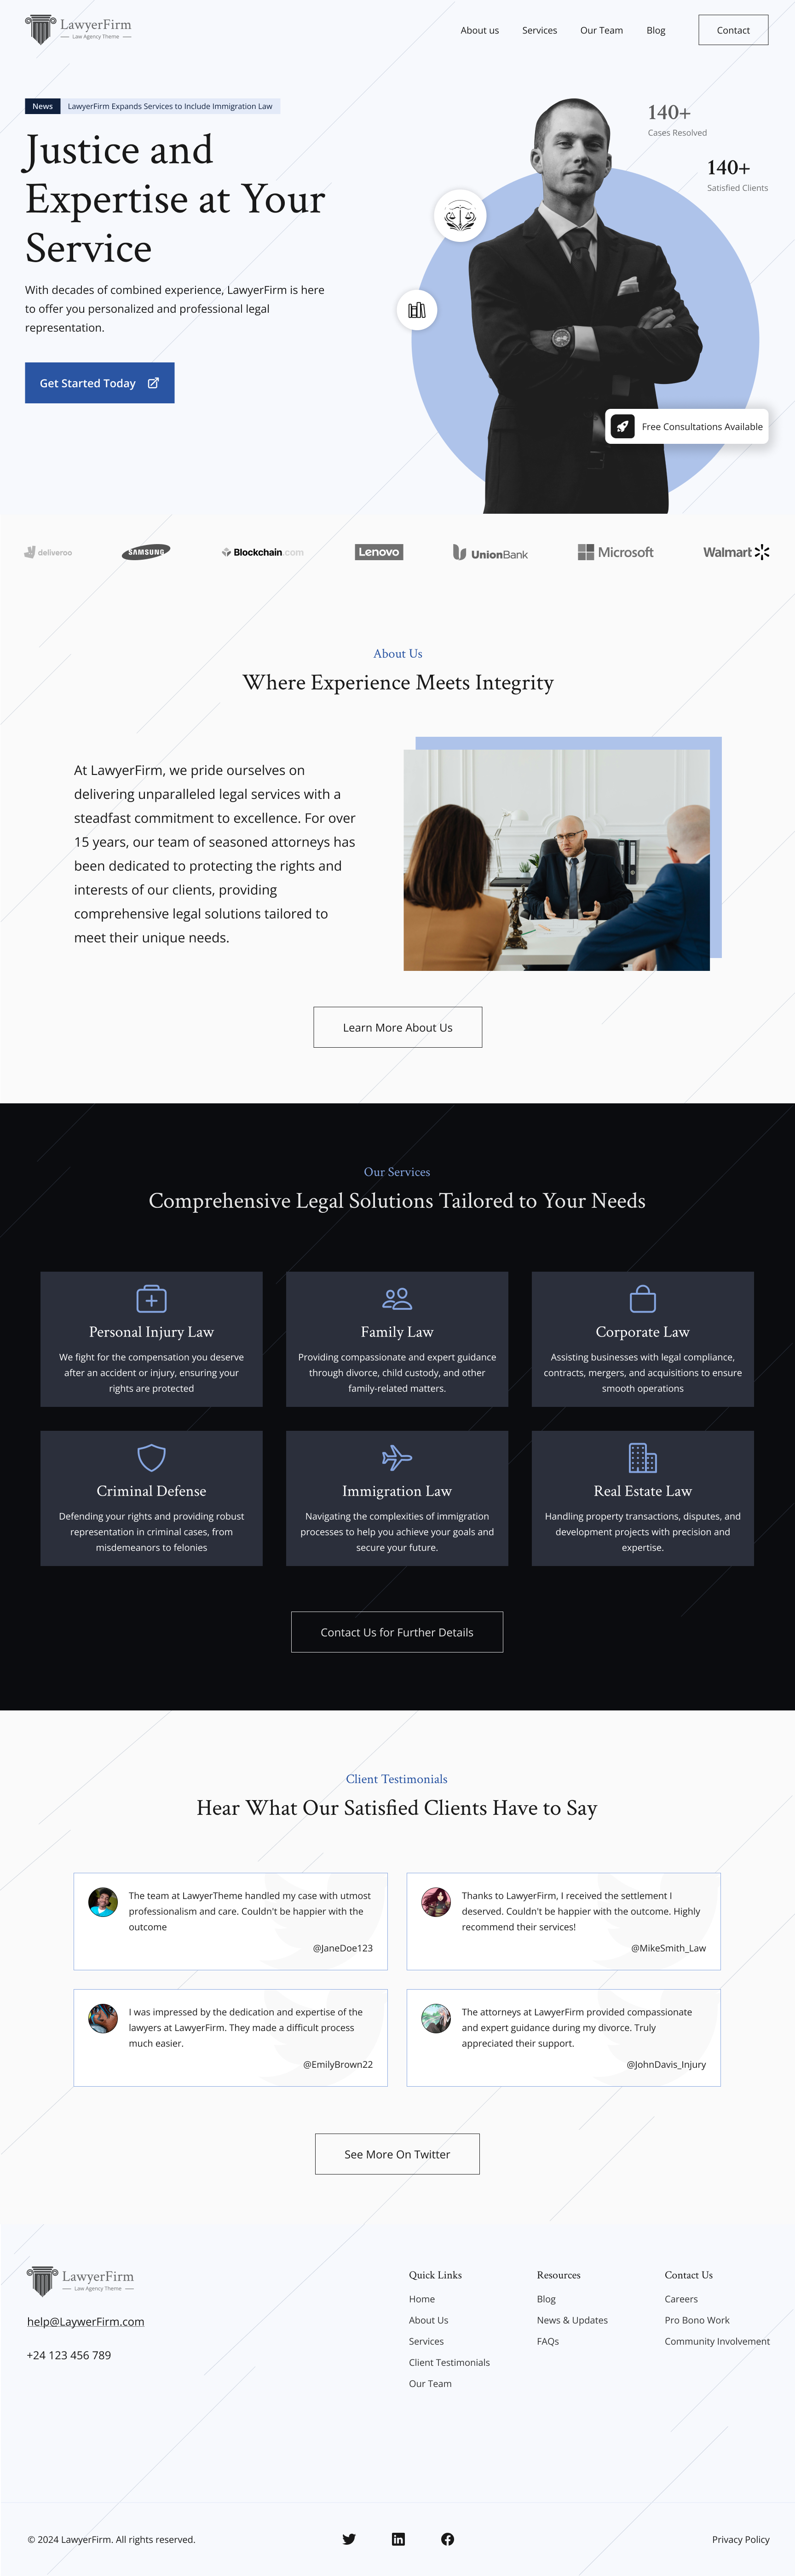 LawyerFirm
Law Agency Theme
About us
Services
Our Team
Blog
Contact
News
LawyerFirm Expands Services to Include Immigration Law
Justice and
Expertise at Your
Service
With decades of combined experience, LawyerFirm is here
to offer you personalized and professional legal
representation.
Get Started Today
140+
Cases Resolved
140+
Satisfied Clients
Free Consultations Available
deliveroo
SAMSUNG
Blockchain.com
Lenovo
UnionBank
Microsoft
Walmart
About Us
Where Experience Meets Integrity
At LawyerFirm, we pride ourselves on
delivering unparalleled legal services with a
steadfast commitment to excellence. For over
15 years, our team of seasoned attorneys has
been dedicated to protecting the rights and
interests of our clients, providing
comprehensive legal solutions tailored to
meet their unique needs.
Learn More About Us
Our Services
Comprehensive Legal Solutions Tailored to Your Needs
Personal Injury Law
We fight for the compensation you deserve
after an accident or injury, ensuring your
rights are protected
Family Law
Providing compassionate and expert guidance
through divorce, child custody, and other
family-related matters.
Corporate Law
Assisting businesses with legal compliance,
contracts, mergers, and acquisitions to ensure
smooth operations
Criminal Defense
Defending your rights and providing robust
representation in criminal cases, from
misdemeanors to felonies
Immigration Law
Navigating the complexities of immigration
processes to help you achieve your goals and
secure your future.
Real Estate Law
Handling property transactions, disputes, and
development projects with precision and
expertise.
Contact Us for Further Details
Client Testimonials
Hear What Our Satisfied Clients Have to Say
The team at LawyerTheme handled my case with utmost
professionalism and care. Couldn't be happier with the
outcome
@JaneDoe123
Thanks to LawyerFirm, I received the settlement I
deserved. Couldn't be happier with the outcome. Highly
recommend their services!
@MikeSmith_Law
I was impressed by the dedication and expertise of the
lawyers at LawyerFirm. They made a difficult process
much easier.
@EmilyBrown22
The attorneys at LawyerFirm provided compassionate
and expert guidance during my divorce. Truly
appreciated their support.
@JohnDavis_Injury
See More On Twitter
LawyerFirm
Law Agency Theme
help@LaywerFirm.com
+24 123 456 789
Quick Links
Home
About Us
Services
Client Testimonials
Our Team
Resources
Blog
News & Updates
FAQs
Contact Us
Careers
Pro Bono Work
Community Involvement
© 2024 LawyerFirm. All rights reserved.
Privacy Policy